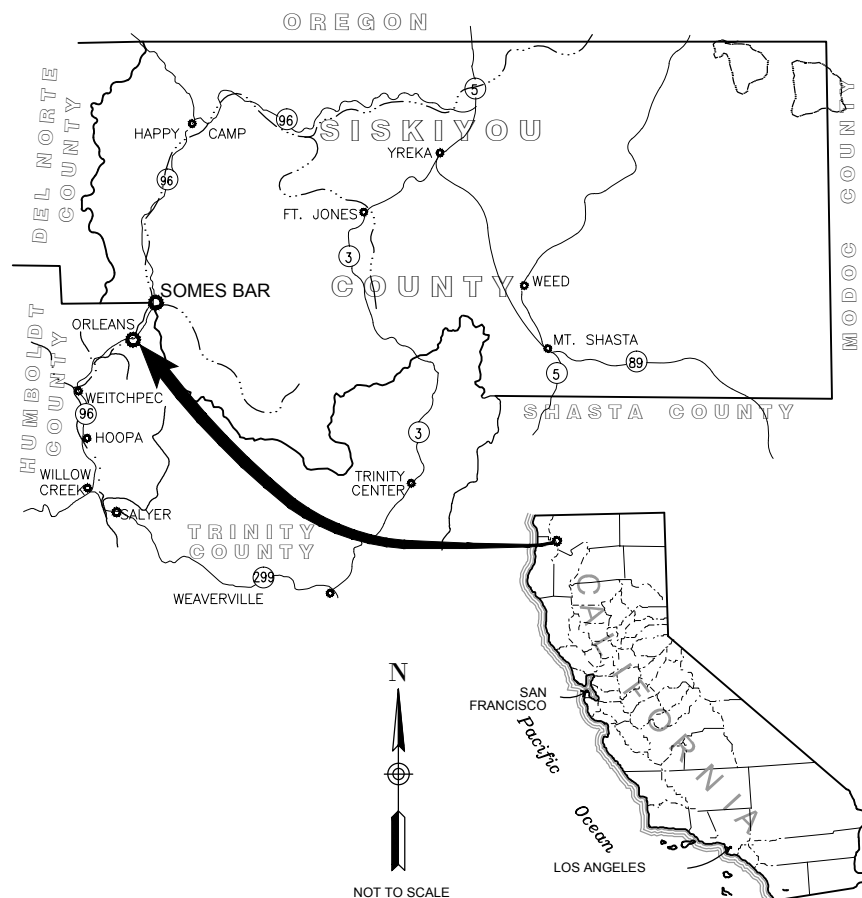 OREGON
DEL NORTE
COUNTY
MODOC COUNTY
5
96
HAPPY CAMP
SISKIYOU
YREKA
96
FT. JONES
3
COUNTY
WEED
SOMES BAR
ORLEANS
MT. SHASTA
89
5
HUMBOLDT
COUNTY
WEITCHPEC
96
SHASTA COUNTY
HOOPA
3
WILLOW
CREEK
TRINITY
CENTER
SALYER
TRINITY
COUNTY
299
WEAVERVILLE
CALIFORNIA
N
SAN
FRANCISCO
Pacific
Ocean
LOS ANGELES
NOT TO SCALE